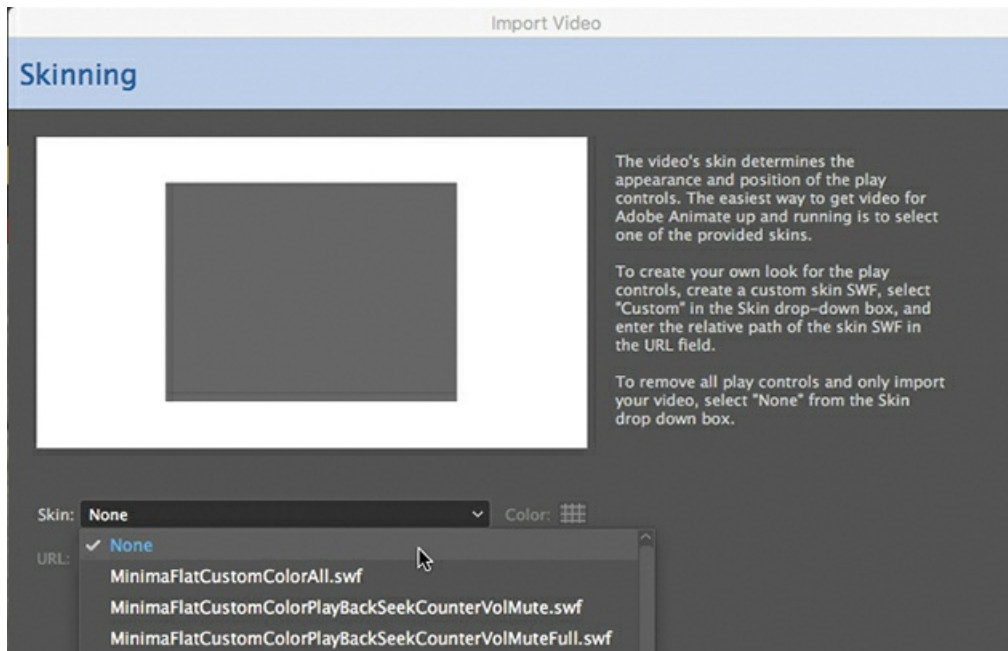 Import Video
Skinning
The video's skin determines the
appearance and position of the play
controls. The easiest way to get video for
Adobe Animate up and running is to select
one of the provided skins.
To create your own look for the play
controls, create a custom skin SWF, select
"Custom" in the Skin drop-down box, and
enter the relative path of the skin SWF in
the URL field.
To remove all play controls and only import
your video, select "None" from the Skin
drop down box.
Skin: None Color:
URL: ✓ None
MinimaFlatCustomColorAll.swf
MinimaFlatCustomColorPlayBackSeekCounterVolMute.swf
MinimaFlatCustomColorPlayBackSeekCounterVolMuteFull.swf